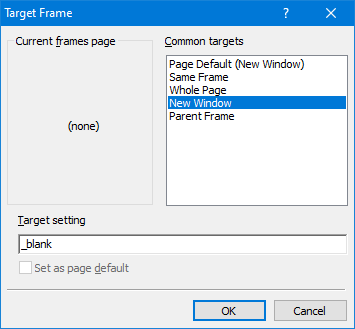 Target Frame
Current frames page
(none)
Common targets
Page Default (New Window)
Same Frame
Whole Page
New Window
Parent Frame
Target setting
_blank
Set as page default
OK
Cancel